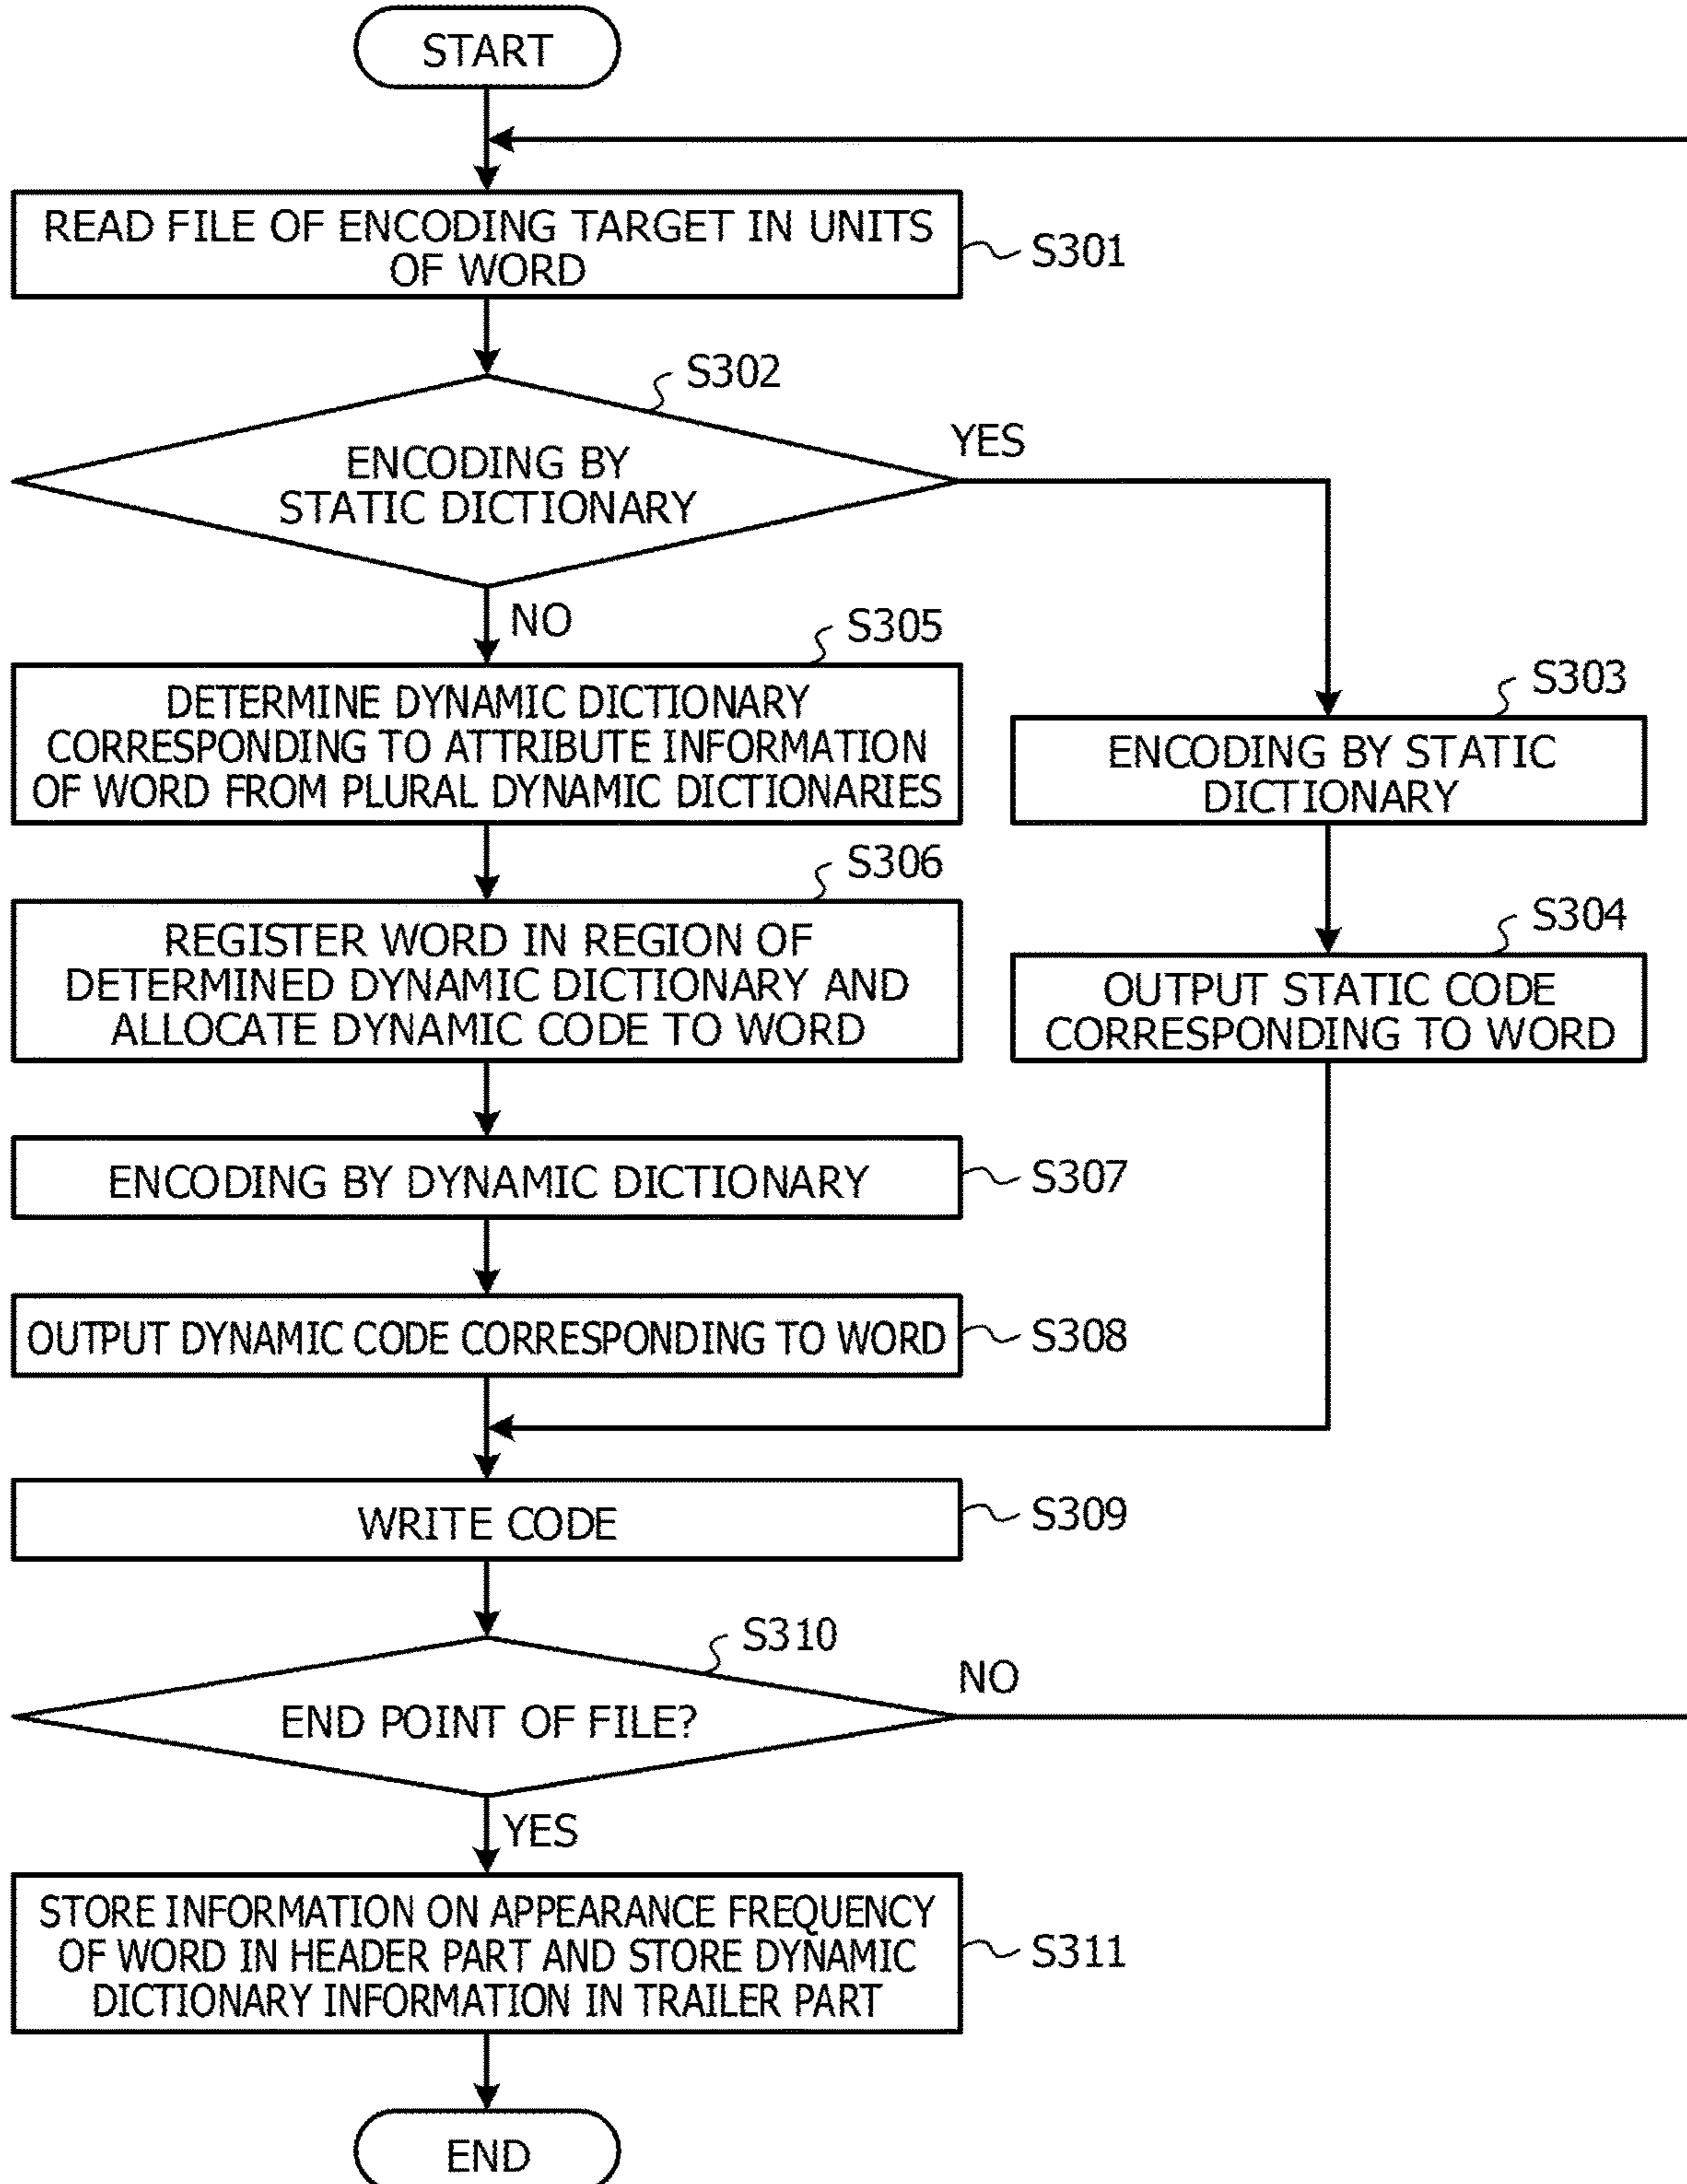 START
READ FILE OF ENCODING TARGET IN UNITS
OF WORD
S301
S302
ENCODING BY
STATIC DICTIONARY
YES
NO
S305
DETERMINE DYNAMIC DICTIONARY
CORRESPONDING TO ATTRIBUTE INFORMATION
OF WORD FROM PLURAL DYNAMIC DICTIONARIES
S303
ENCODING BY STATIC
DICTIONARY
S306
REGISTER WORD IN REGION OF
DETERMINED DYNAMIC DICTIONARY AND
ALLOCATE DYNAMIC CODE TO WORD
S304
OUTPUT STATIC CODE
CORRESPONDING TO WORD
ENCODING BY DYNAMIC DICTIONARY
S307
OUTPUT DYNAMIC CODE CORRESPONDING TO WORD
S308
WRITE CODE
S309
S310
END POINT OF FILE?
NO
YES
STORE INFORMATION ON APPEARANCE FREQUENCY
OF WORD IN HEADER PART AND STORE DYNAMIC
DICTIONARY INFORMATION IN TRAILER PART
S311
END